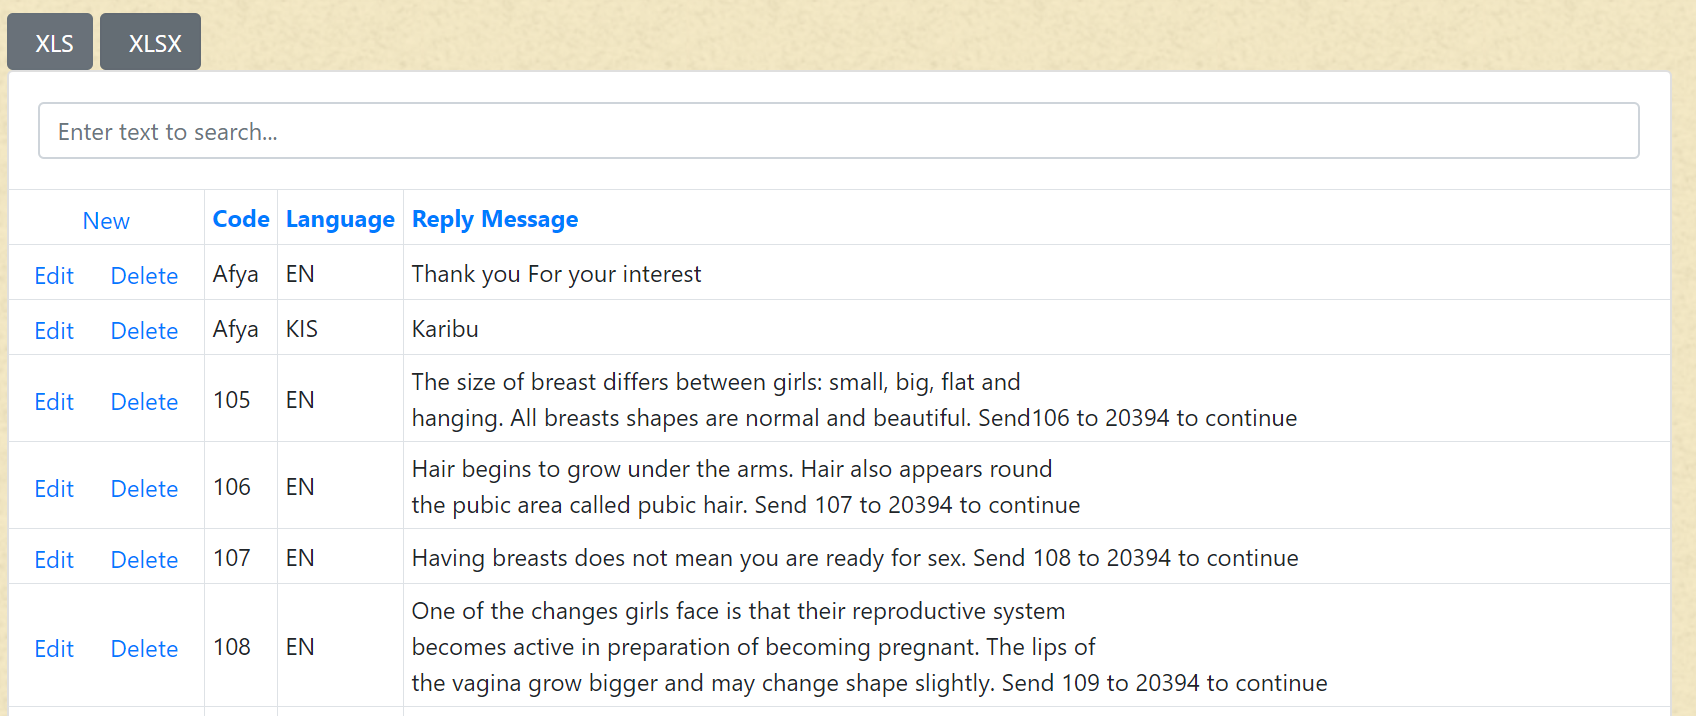 XLS XLSX
Enter text to search...
New Code Language Reply Message
Edit Delete Afya EN Thank you For your interest
Edit Delete Afya KIS Karibu
Edit Delete 105 EN The size of breast differs between girls: small, big, flat and
hanging. All breasts shapes are normal and beautiful. Send106 to 20394 to continue
Edit Delete 106 EN Hair begins to grow under the arms. Hair also appears round
the pubic area called pubic hair. Send 107 to 20394 to continue
Edit Delete 107 EN Having breasts does not mean you are ready for sex. Send 108 to 20394 to continue
Edit Delete 108 EN One of the changes girls face is that their reproductive system
becomes active in preparation of becoming pregnant. The lips of
the vagina grow bigger and may change shape slightly. Send 109 to 20394 to continue